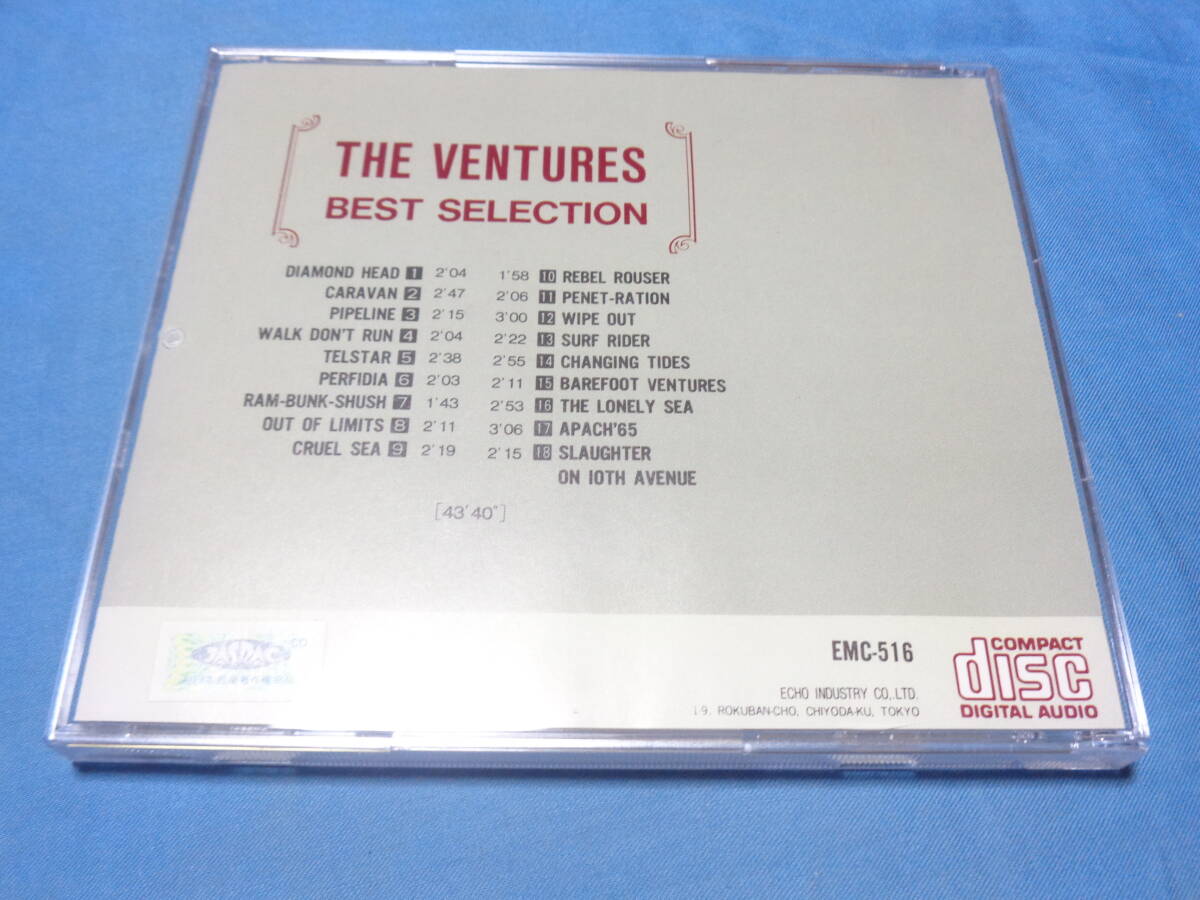 THE VENTURES
BEST SELECTION
DIAMOND HEAD 1 2'04
CARAVAN 2 2'47
PIPELINE 3 2'15
WALK DON'T RUN 4 2'04
TELSTAR 5 2'38
PERFIDIA 6 2'03
RAM-BUNK-SHUSH 7 1'43
OUT OF LIMITS 8 2'11
CRUEL SEA 9 2'19
1'58 10 REBEL ROUSER
2'06 11 PENET-RATION
3'00 12 WIPE OUT
2'22 13 SURF RIDER
2'55 14 CHANGING TIDES
2'11 15 BAREFOOT VENTURES
2'53 16 THE LONELY SEA
3'06 17 APACH'65
2'15 18 SLAUGHTER
ON 10TH AVENUE
[43'40"]
CD
EMC-516
ECHO INDUSTRY CO,.LTD.
19. ROKUBAN-CHO, CHIYODA-KU, TOKYO
COMPACT
disc
DIGITAL AUDIO